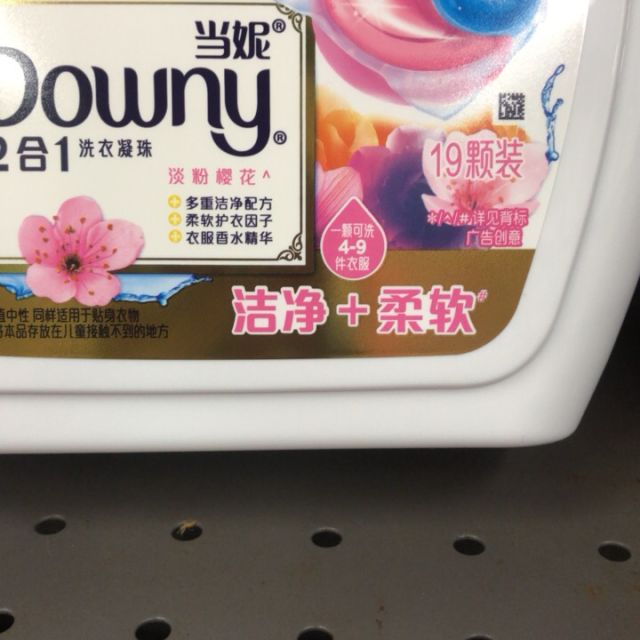 当妮®
Downy®
2合1 洗衣凝珠
淡粉樱花^
多重洁净配方
柔软护衣因子
衣服香水精华
19颗装
*/^/#详见背标
广告创意
一颗可洗
4-9
件衣服
洁净+柔软#
值中性 同样适用于贴身衣物
本品存放在儿童接触不到的地方